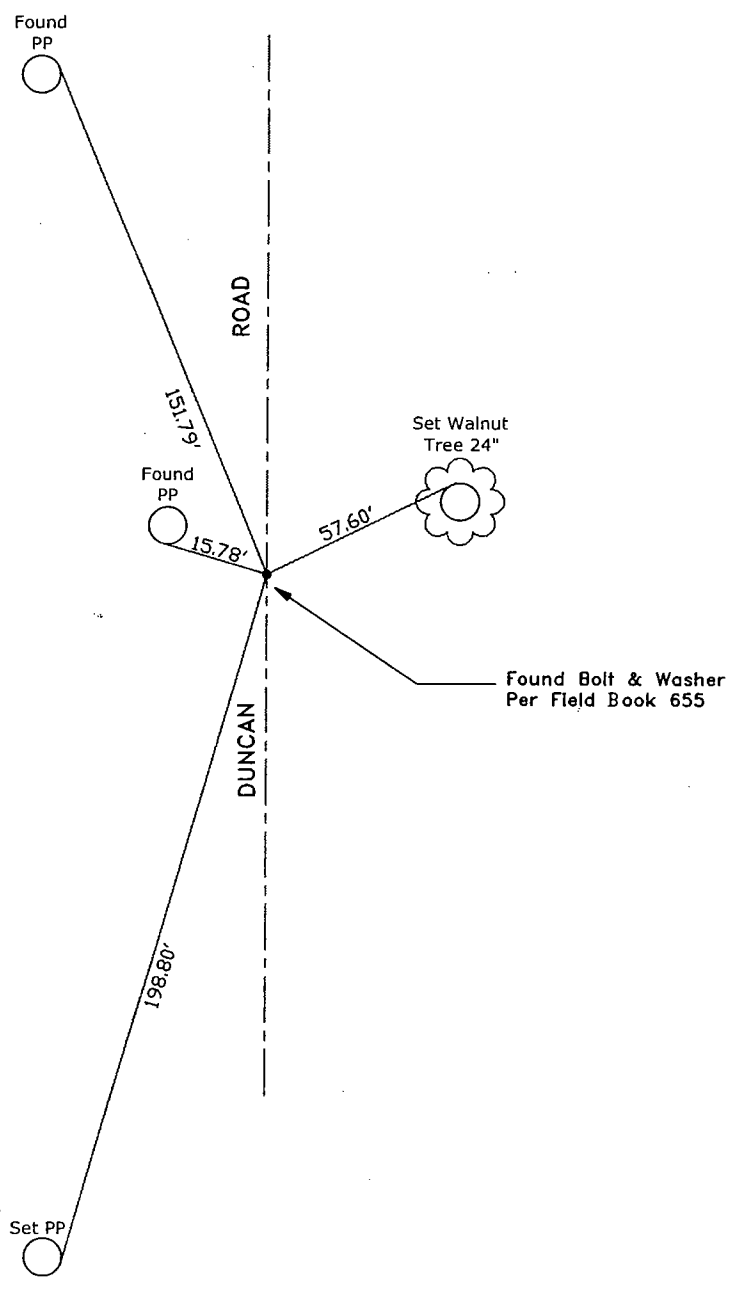 Found
PP
ROAD
151.79'
Set Walnut
Tree 24"
Found
PP
57.60'
15.78'
Found Bolt & Washer
Per Field Book 655
DUNCAN
198.80'
Set PP